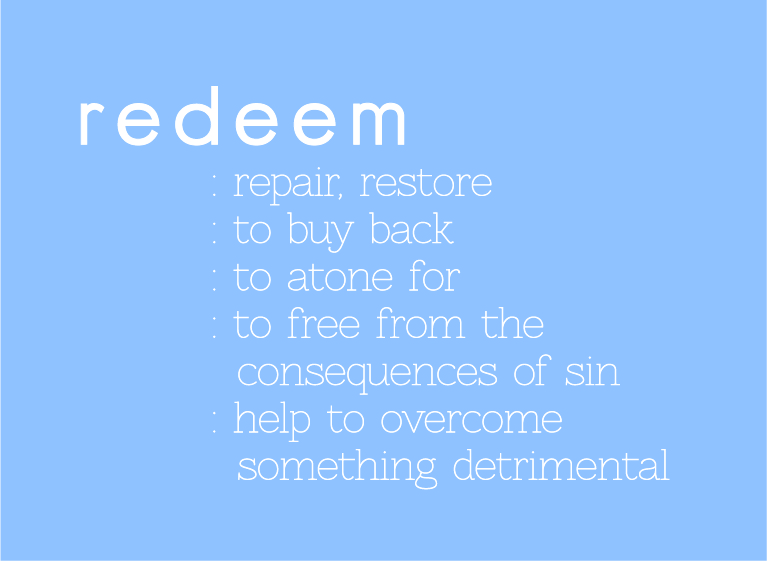 redeem
: repair, restore
: to buy back
: to atone for
: to free from the
consequences of sin
: help to overcome
something detrimental